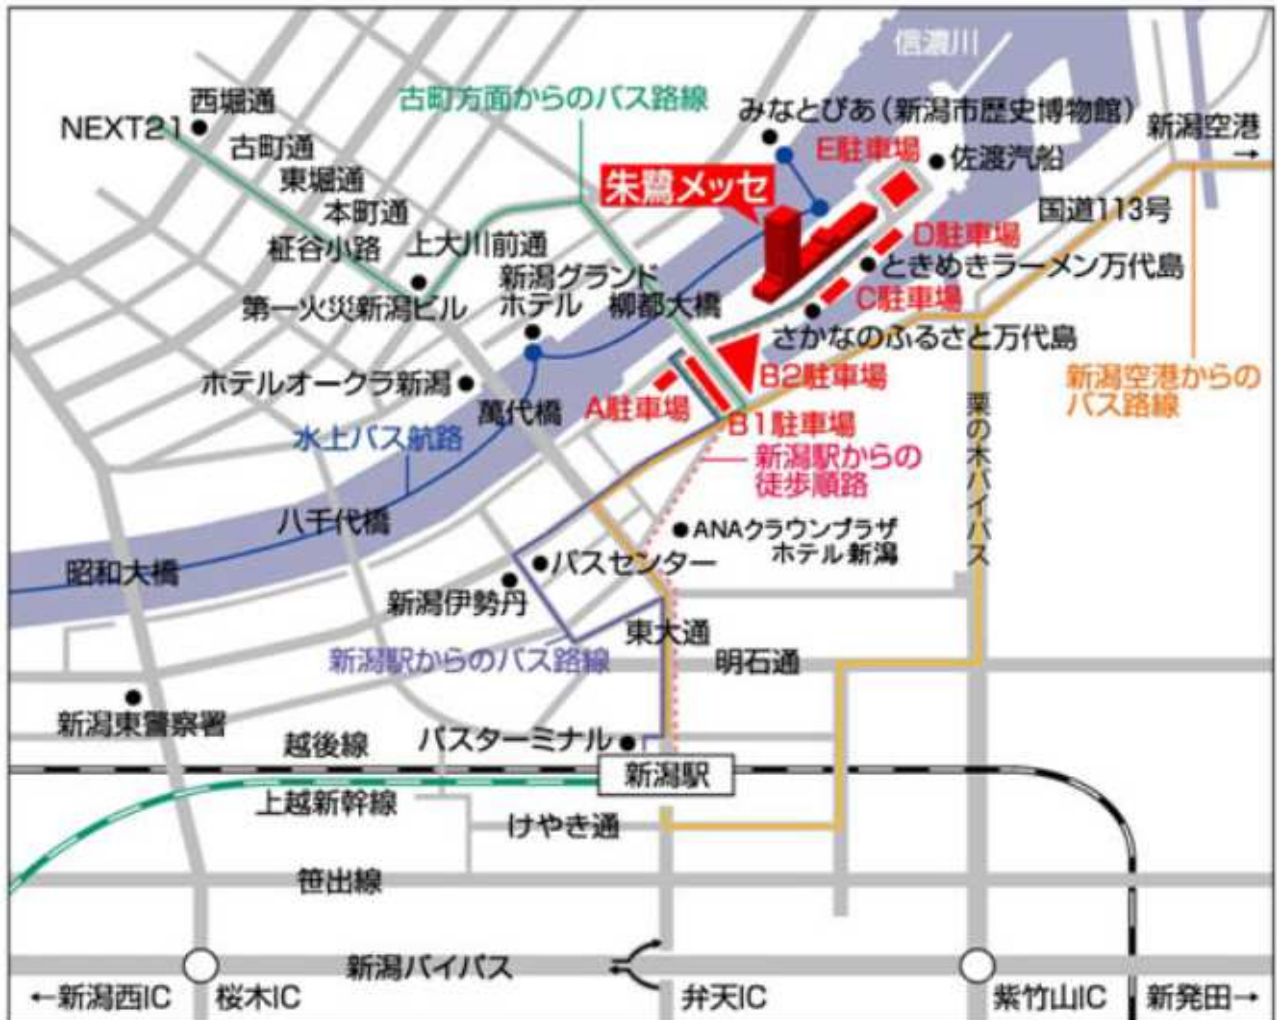 信濃川
西堀通
古町方面からのバス路線
みなとぴあ(新潟市歴史博物館)
NEXT21
新潟空港
→
古町通
E駐車場
佐渡汽船
東堀通
朱鷺メッセ
本町通
国道113号
柾谷小路
上大川前通
D駐車場
新潟グランド
ホテル
ときめきラーメン万代島
第一火災新潟ビル
柳都大橋
C駐車場
さかなのふるさと万代島
ホテルオークラ新潟
B2駐車場
新潟空港からの
バス路線
A駐車場
萬代橋
B1駐車場
栗の木バイパス
水上バス航路
新潟駅からの
徒歩順路
八千代橋
ANAクラウンプラザ
ホテル新潟
昭和大橋
バスセンター
新潟伊勢丹
東大通
新潟駅からのバス路線
明石通
新潟東警察署
越後線
バスターミナル
新潟駅
上越新幹線
けやき通
笹出線
新潟バイパス
←新潟西IC
桜木IC
弁天IC
紫竹山IC
新発田→